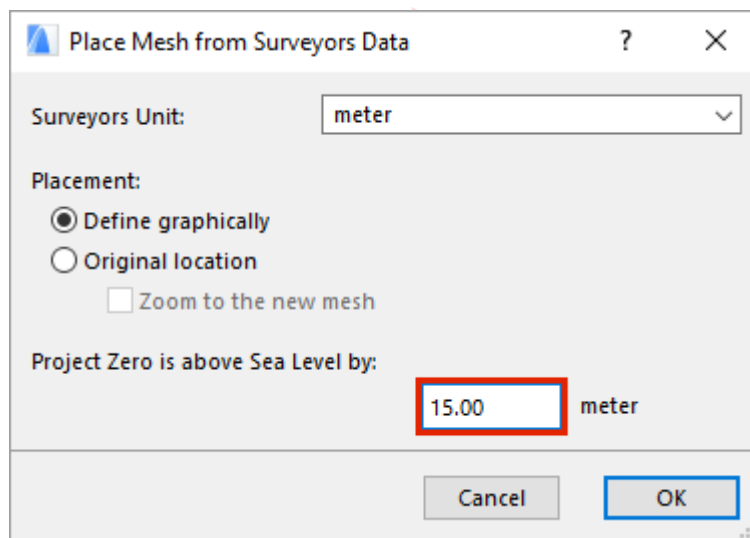 Place Mesh from Surveyors Data ?
Surveyors Unit: meter
Placement:
Define graphically
Original location
Zoom to the new mesh
Project Zero is above Sea Level by:
15.00 meter
Cancel OK